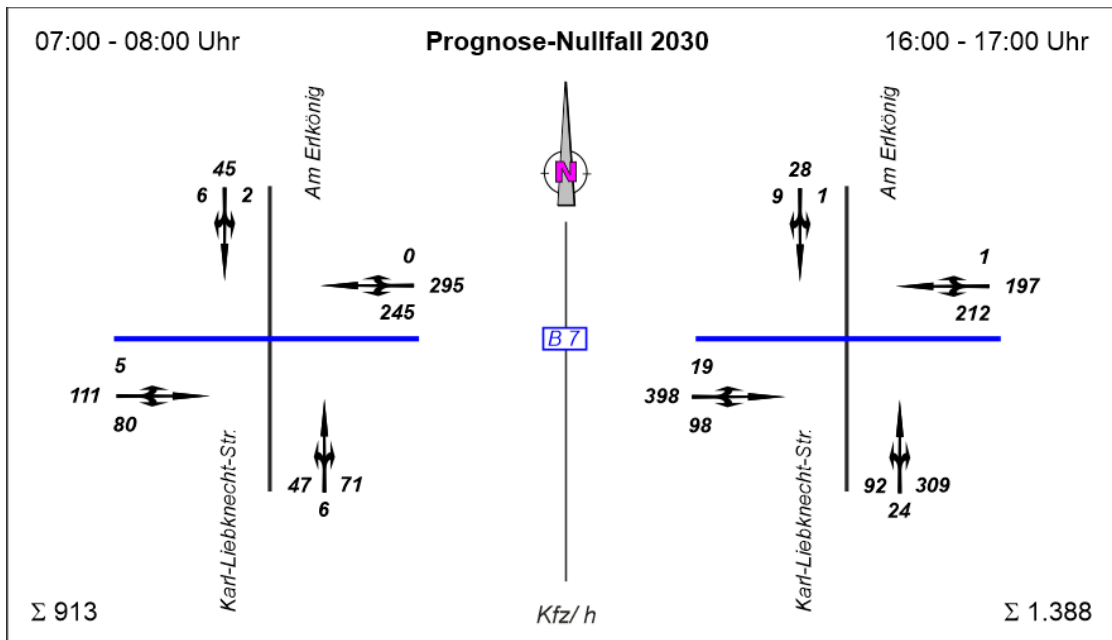 07:00 - 08:00 Uhr
Prognose-Nullfall 2030
16:00 - 17:00 Uhr
Am Erlkönig
45
6 2
0
295
245
5
111
80
47 71
6
Karl-Liebknecht-Str.
Σ 913
N
B 7
Kfz/ h
Am Erlkönig
28
9 1
1
197
212
19
398
98
92 309
24
Karl-Liebknecht-Str.
Σ 1.388